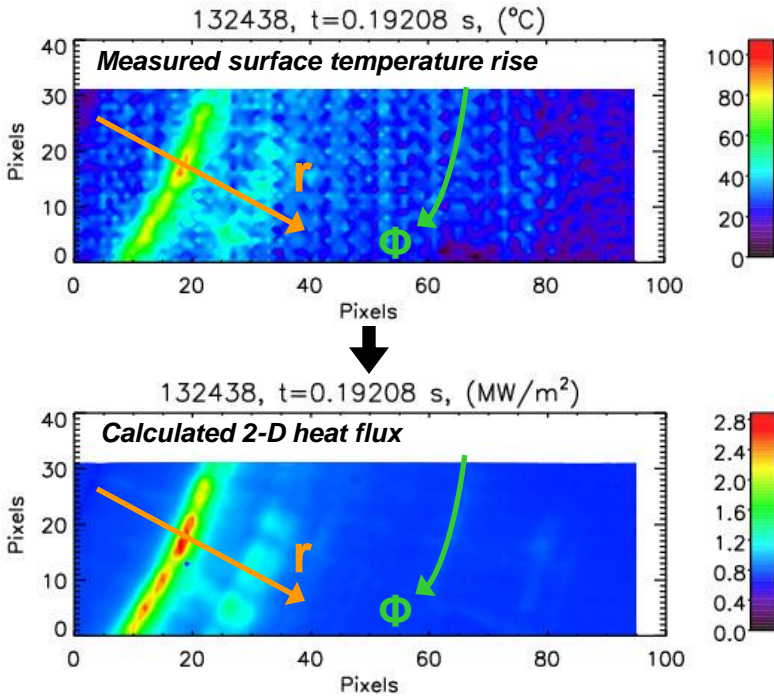 132438, t=0.19208 s, (°C)
Measured surface temperature rise
40
30
20
10
0
Pixels
r
Φ
0 20 40 60 80 100
Pixels
100
80
60
40
20
0
132438, t=0.19208 s, (MW/m²)
Calculated 2-D heat flux
40
30
20
10
0
Pixels
r
Φ
0 20 40 60 80 100
Pixels
2.8
2.4
2.0
1.6
1.2
0.8
0.4
0.0